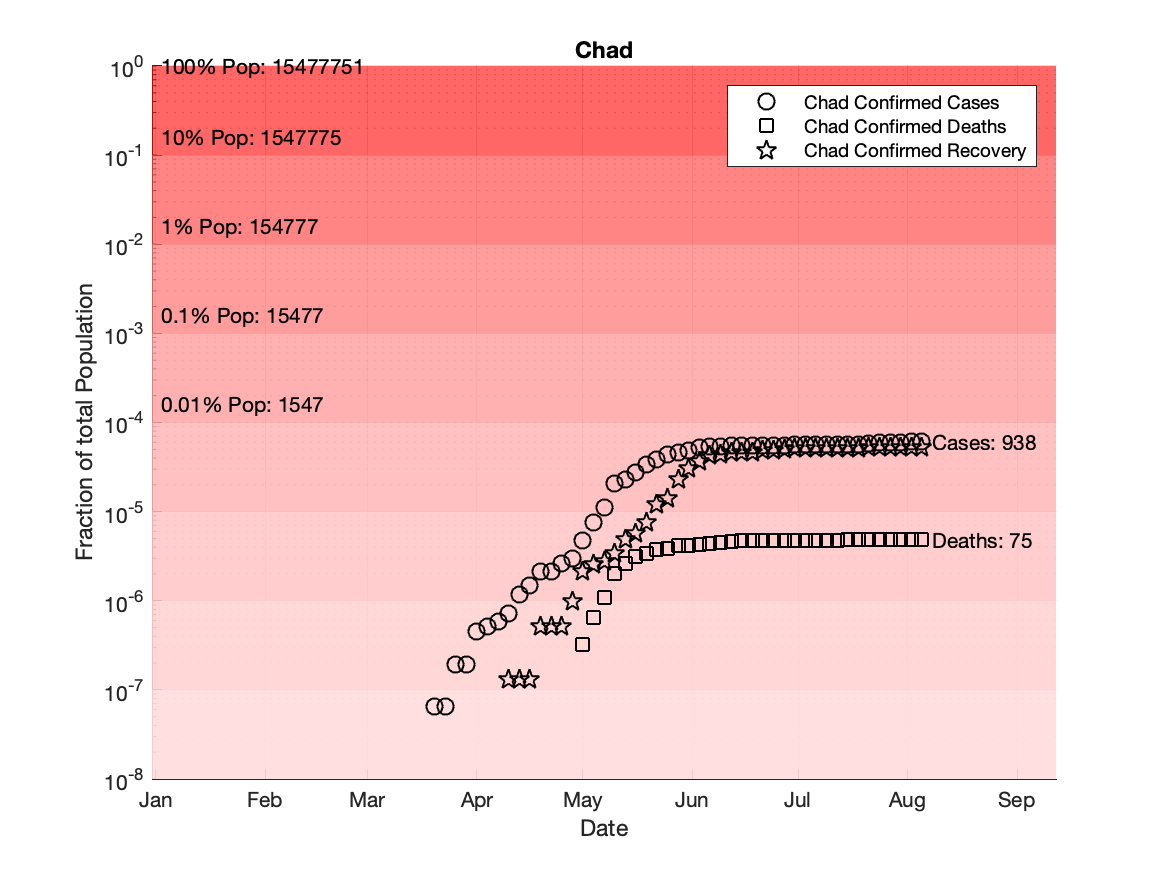 Chad
10^0
100% Pop: 15477751
Chad Confirmed Cases
Chad Confirmed Deaths
Chad Confirmed Recovery
10% Pop: 1547775
10^-1
1% Pop: 154777
10^-2
0.1% Pop: 15477
10^-3
0.01% Pop: 1547
10^-4
Cases: 938
10^-5
Deaths: 75
10^-6
10^-7
10^-8
Fraction of total Population
Jan Feb Mar Apr May Jun Jul Aug Sep
Date